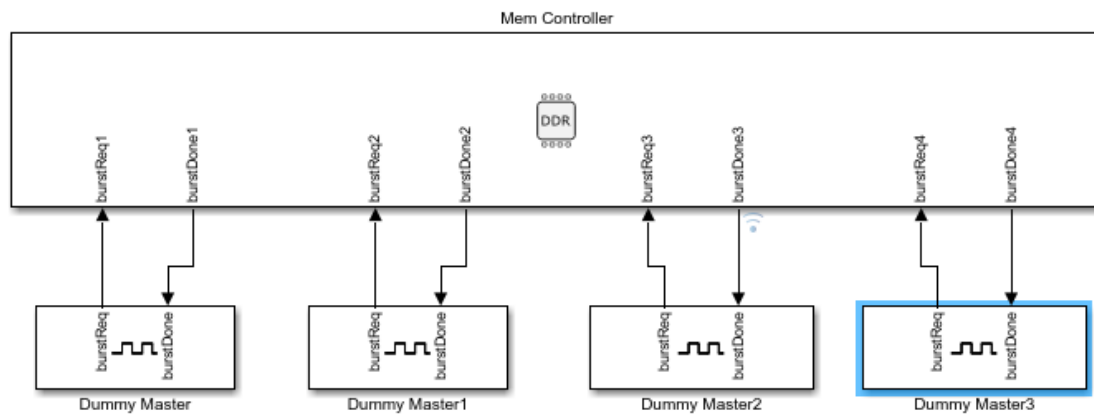 Mem Controller
DDR
burstReq1
burstDone1
burstReq2
burstDone2
burstReq3
burstDone3
burstReq4
burstDone4
burstReq
burstDone
burstReq
burstDone
burstReq
burstDone
burstReq
burstDone
Dummy Master
Dummy Master1
Dummy Master2
Dummy Master3